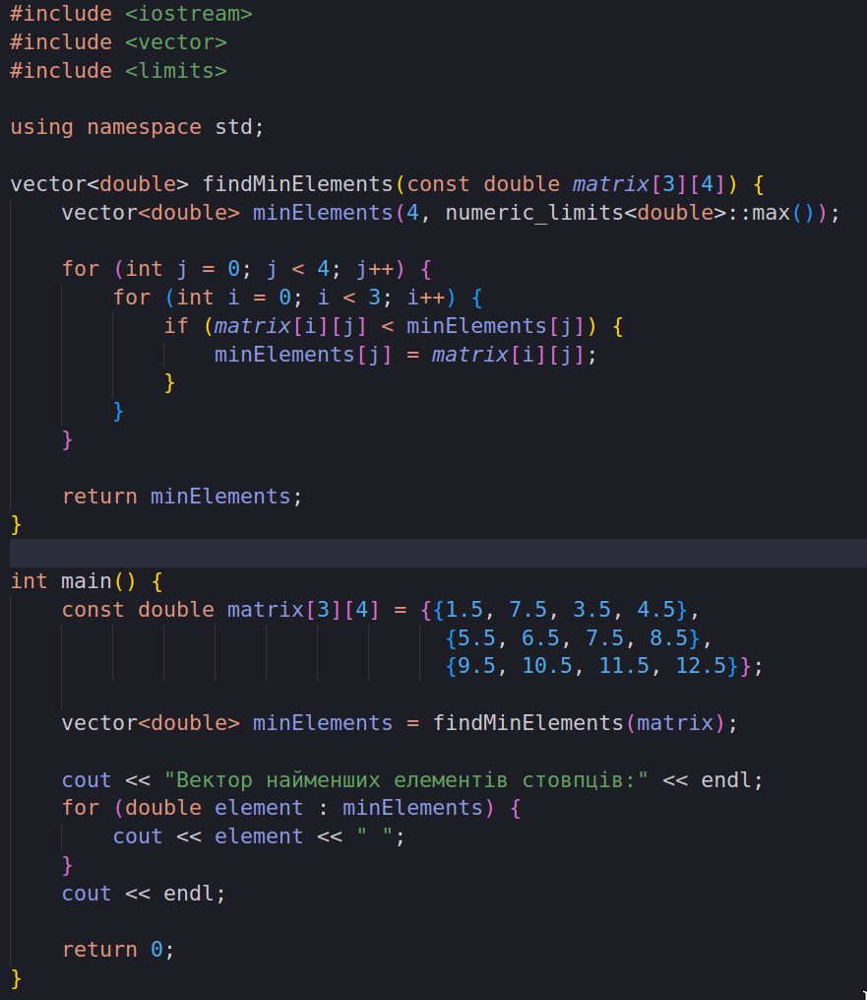 #include <iostream>
#include <vector>
#include <limits>
using namespace std;
vector<double> findMinElements(const double matrix[3][4]) {
    vector<double> minElements(4, numeric_limits<double>::max());
    for (int j = 0; j < 4; j++) {
        for (int i = 0; i < 3; i++) {
            if (matrix[i][j] < minElements[j]) {
                minElements[j] = matrix[i][j];
            }
        }
    }
    return minElements;
}
int main() {
    const double matrix[3][4] = {{1.5, 7.5, 3.5, 4.5},
                                  {5.5, 6.5, 7.5, 8.5},
                                  {9.5, 10.5, 11.5, 12.5}};
    vector<double> minElements = findMinElements(matrix);
    cout << "Вектор найменших елементів стовпців:" << endl;
    for (double element : minElements) {
        cout << element << " ";
    }
    cout << endl;
    return 0;
}